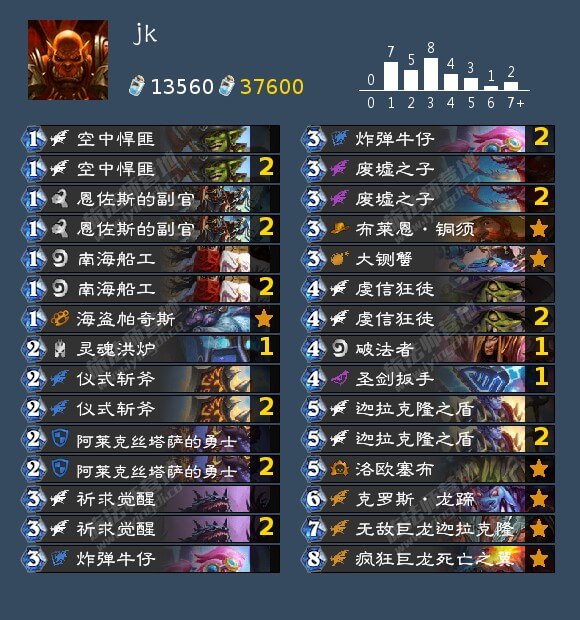 jk
13560 37600
0 7 5 8 4 3 1 2
0 1 2 3 4 5 6 7+
1 空中悍匪
1 空中悍匪 2
1 恩佐斯的副官
1 恩佐斯的副官 2
1 南海船工
1 南海船工 2
1 海盗帕奇斯
2 灵魂洪炉 1
2 仪式斩斧
2 仪式斩斧 2
2 阿莱克丝塔萨的勇士
2 阿莱克丝塔萨的勇士 2
3 祈求觉醒
3 祈求觉醒 2
3 炸弹牛仔
3 炸弹牛仔 2
3 废墟之子
3 废墟之子 2
3 布莱恩·铜须
3 大铡蟹
4 虔信狂徒
4 虔信狂徒 2
4 破法者 1
4 圣剑扳手 1
5 迦拉克隆之盾
5 迦拉克隆之盾 2
5 洛欧塞布
6 克罗斯·龙蹄
7 无敌巨龙迦拉克隆
8 疯狂巨龙死亡之翼